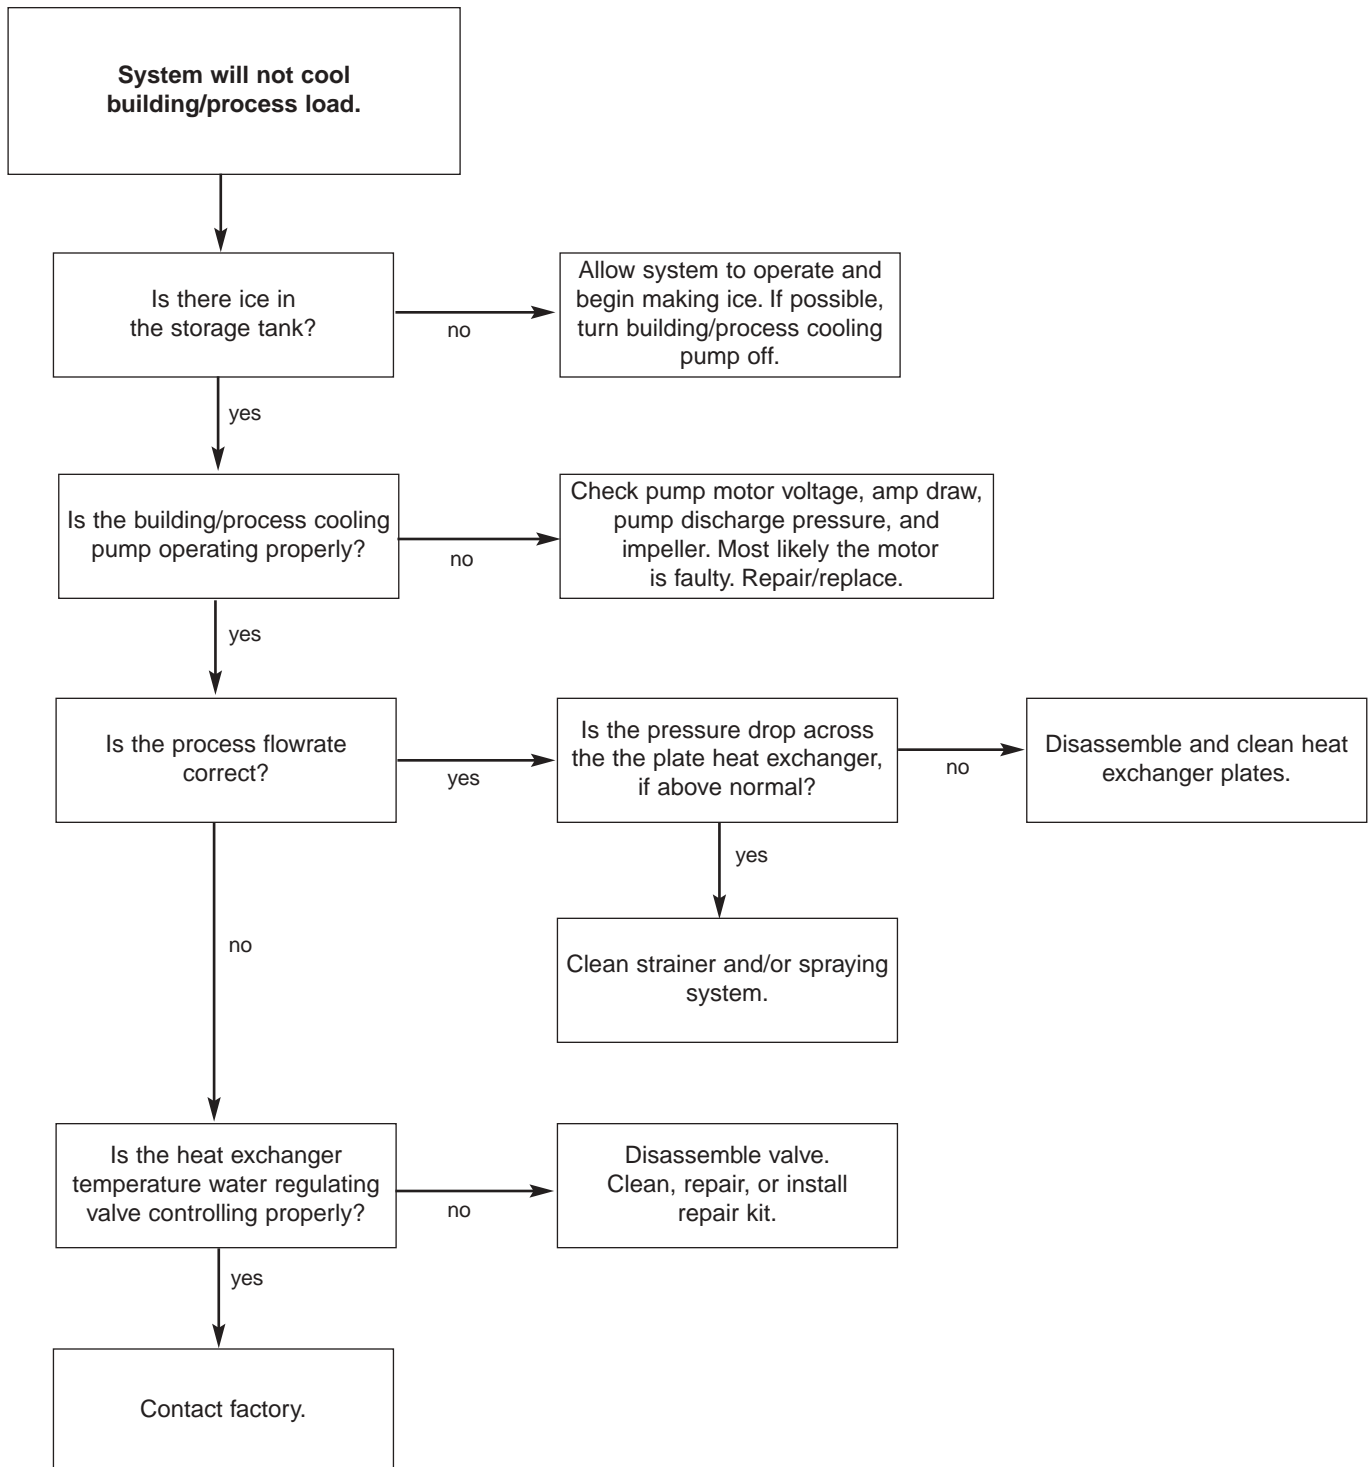 System will not cool
building/process load.
Is there ice in
the storage tank?
no
Allow system to operate and
begin making ice. If possible,
turn building/process cooling
pump off.
yes
Is the building/process cooling
pump operating properly?
no
Check pump motor voltage, amp draw,
pump discharge pressure, and
impeller. Most likely the motor
is faulty. Repair/replace.
yes
Is the process flowrate
correct?
yes
Is the pressure drop across
the the plate heat exchanger,
if above normal?
no
Disassemble and clean heat
exchanger plates.
yes
Clean strainer and/or spraying
system.
no
Is the heat exchanger
temperature water regulating
valve controlling properly?
no
Disassemble valve.
Clean, repair, or install
repair kit.
yes
Contact factory.